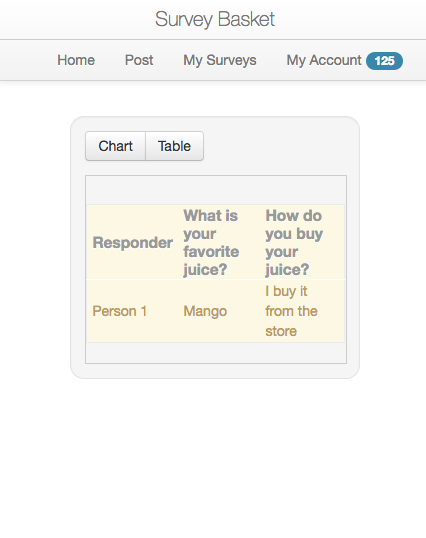 Survey Basket
Home Post My Surveys My Account 125
Chart Table
Responder
What is
your
favorite
juice?
How do
you buy
your
juice?
Person 1
Mango
I buy it
from the
store